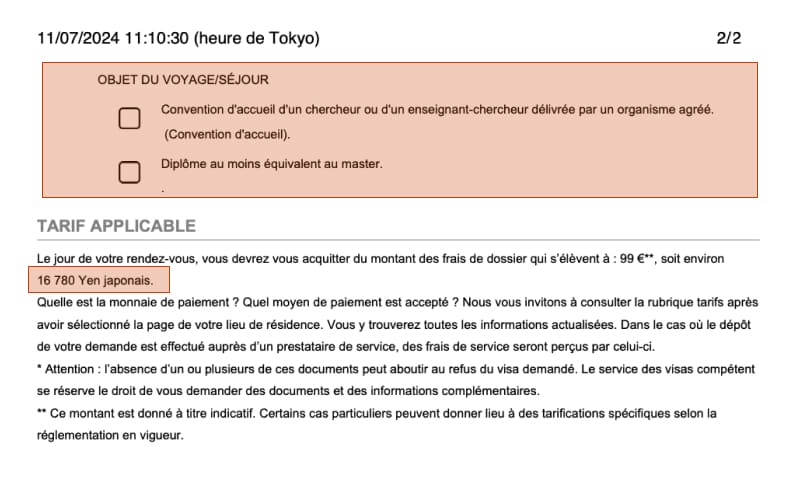 11/07/2024 11:10:30 (heure de Tokyo)
2/2
OBJET DU VOYAGE/SÉJOUR
Convention d'accueil d'un chercheur ou d'un enseignant-chercheur délivrée par un organisme agréé.
(Convention d'accueil).
Diplôme au moins équivalent au master.
.
TARIF APPLICABLE
Le jour de votre rendez-vous, vous devrez vous acquitter du montant des frais de dossier qui s'élèvent à : 99 €**, soit environ
16 780 Yen japonais.
Quelle est la monnaie de paiement ? Quel moyen de paiement est accepté ? Nous vous invitons à consulter la rubrique tarifs après
avoir sélectionné la page de votre lieu de résidence. Vous y trouverez toutes les informations actualisées. Dans le cas où le dépôt
de votre demande est effectué auprès d'un prestataire de service, des frais de service seront perçus par celui-ci.
* Attention : l'absence d'un ou plusieurs de ces documents peut aboutir au refus du visa demandé. Le service des visas compétent
se réserve le droit de vous demander des documents et des informations complémentaires.
** Ce montant est donné à titre indicatif. Certains cas particuliers peuvent donner lieu à des tarifications spécifiques selon la
réglementation en vigueur.